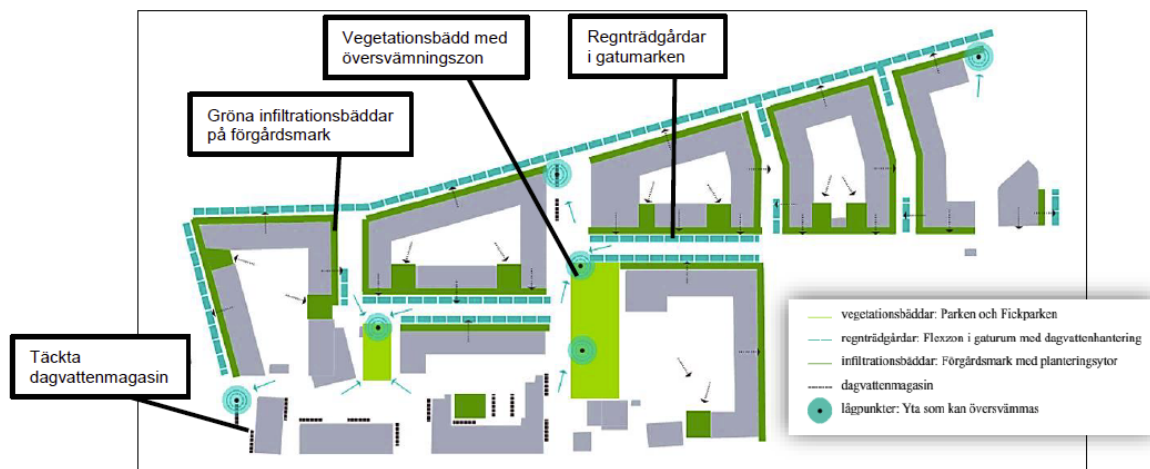 Vegetationsbädd med
översvämningszon
Regnträdgårdar
i gatumarken
Gröna infiltrationsbäddar
på förgårdsmark
Täckta
dagvattenmagasin
vegetationsbäddar: Parken och Fickparken
regnträdgårdar: Flexzon i gaturum med dagvattenhantering
infiltrationsbäddar: Förgårdsmark med planteringsytor
dagvattenmagasin
lågpunkter: Yta som kan översvämmas